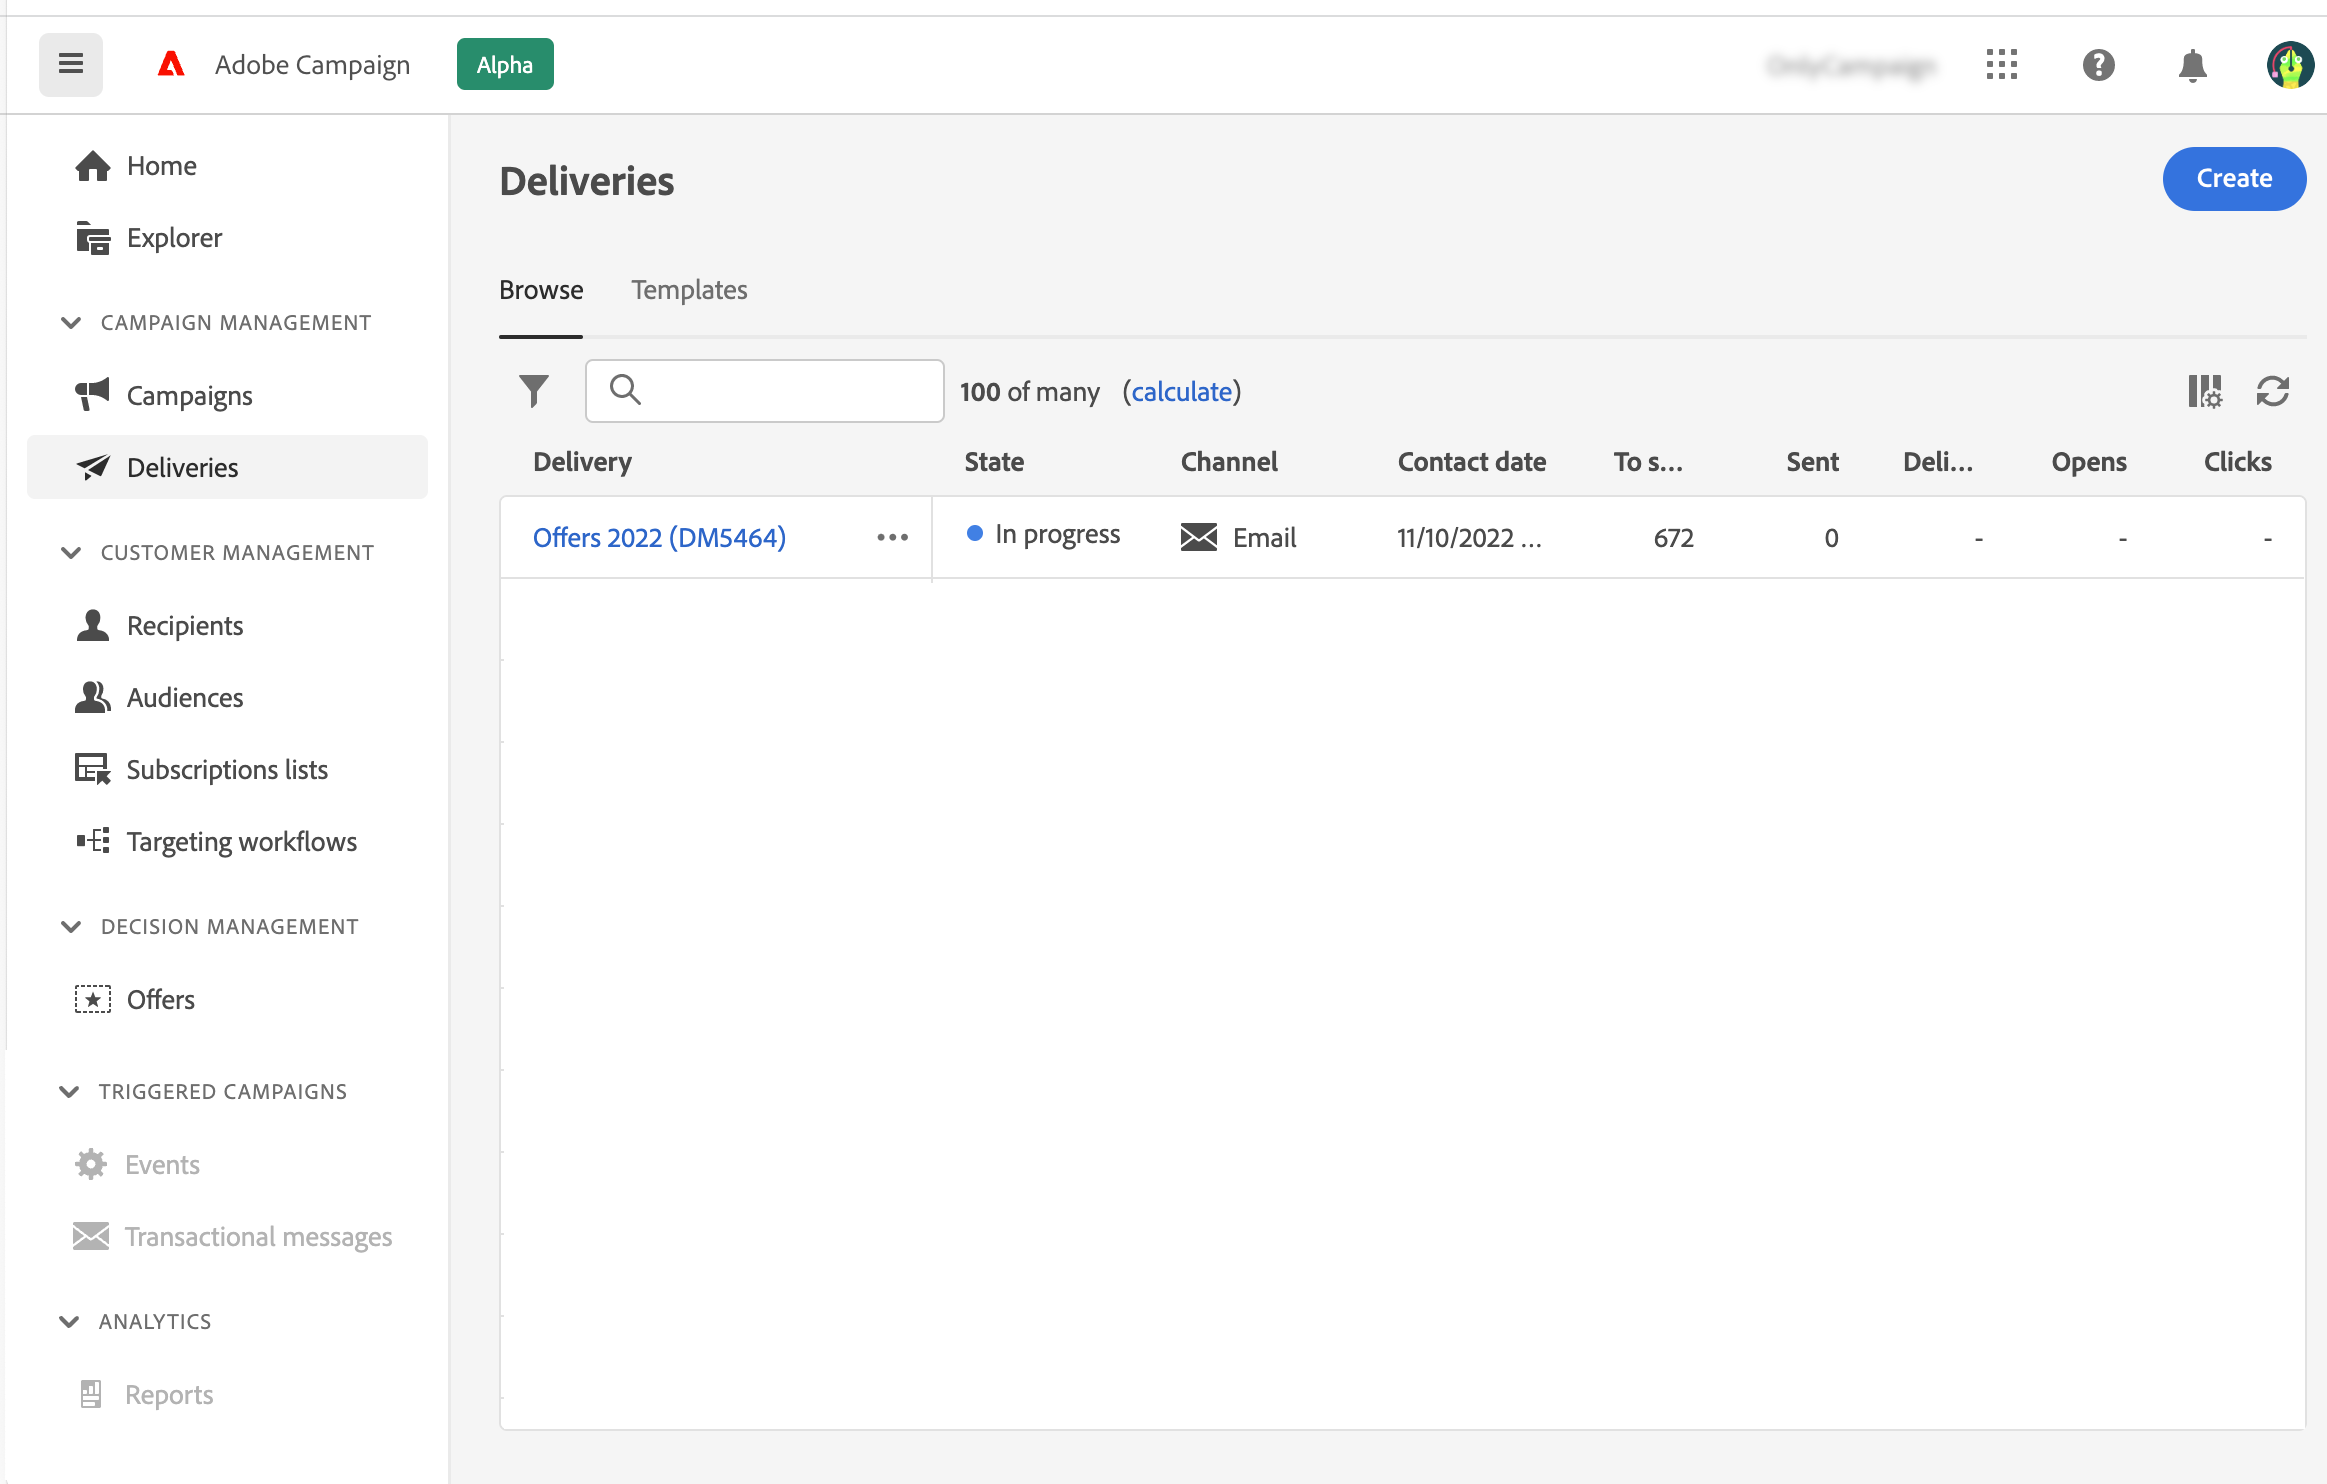 Adobe Campaign
Alpha
Home
Explorer
CAMPAIGN MANAGEMENT
Campaigns
Deliveries
CUSTOMER MANAGEMENT
Recipients
Audiences
Subscriptions lists
Targeting workflows
DECISION MANAGEMENT
Offers
TRIGGERED CAMPAIGNS
Events
Transactional messages
ANALYTICS
Reports
Deliveries
Create
Browse Templates
100 of many (calculate)
Delivery State Channel Contact date To s... Sent Deli... Opens Clicks
Offers 2022 (DM5464) ••• In progress Email 11/10/2022 ... 672 0 - - -